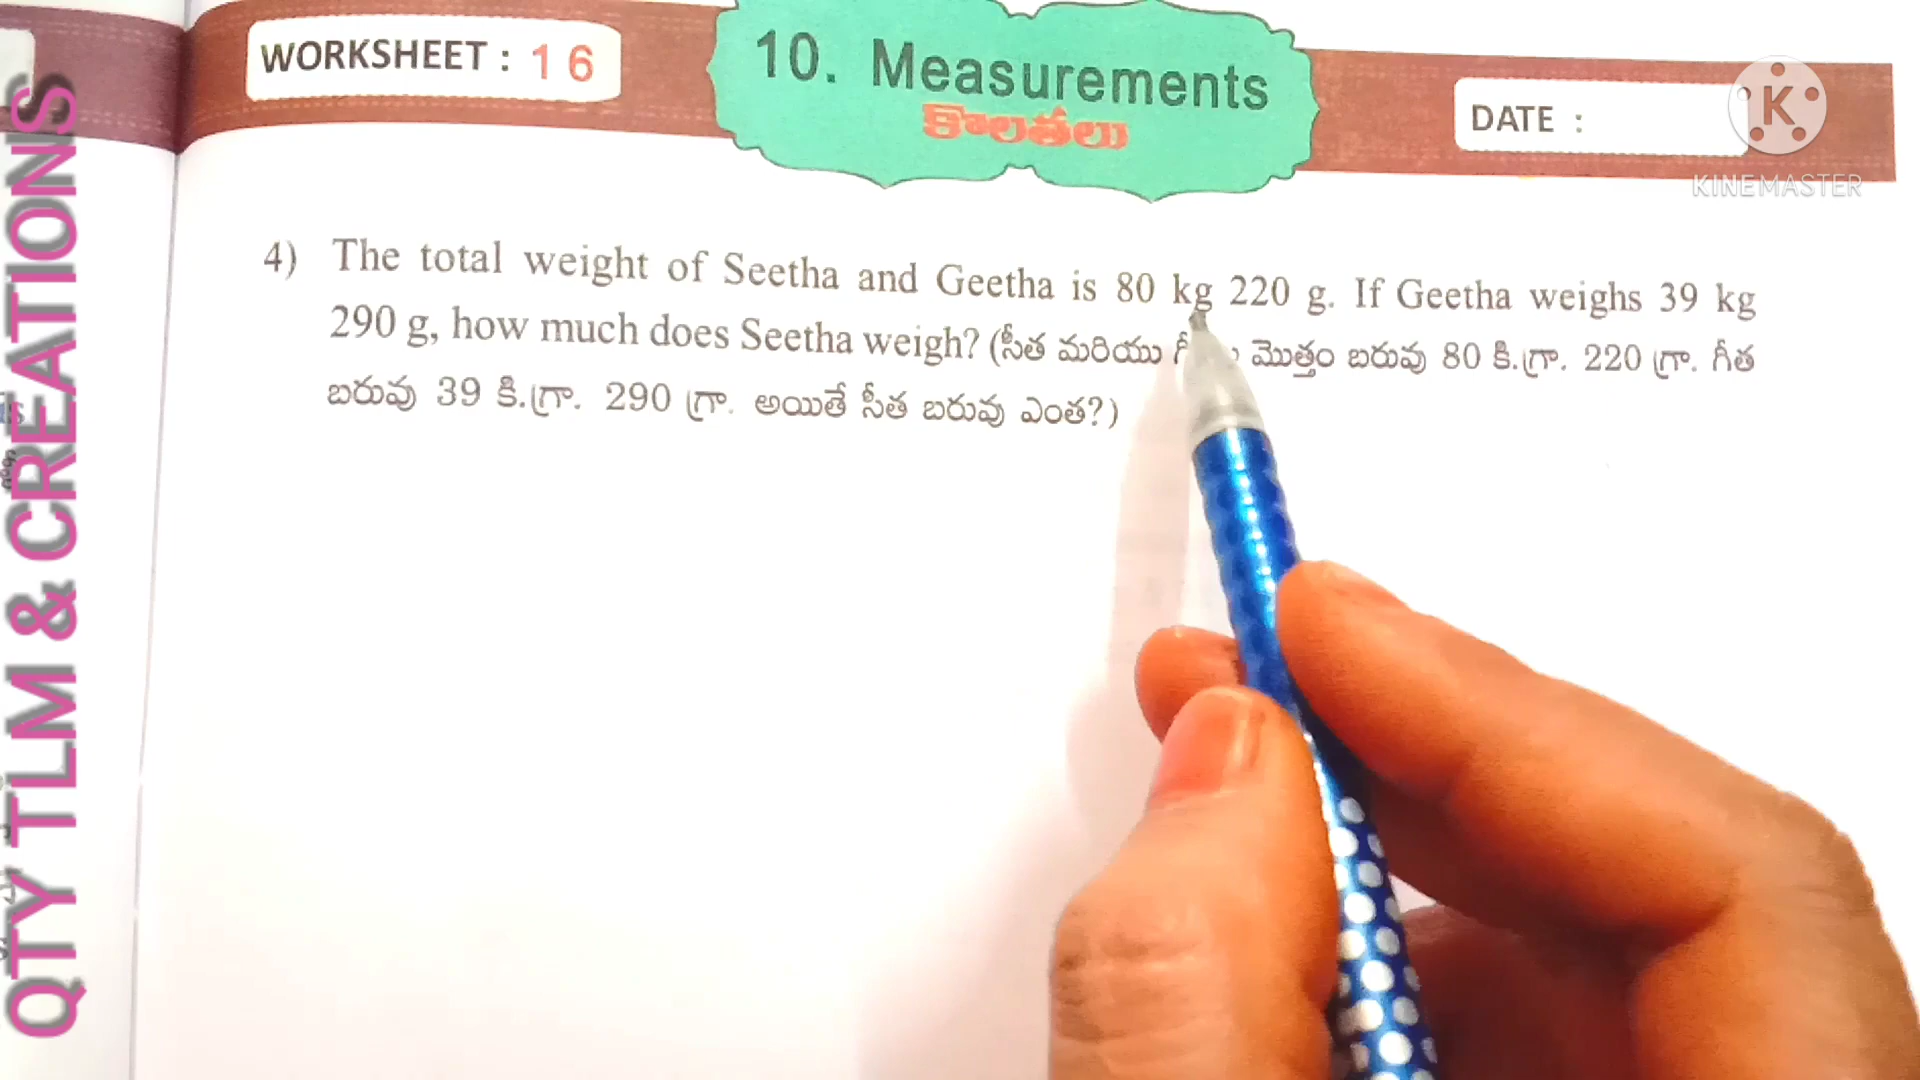 WORKSHEET : 16
10. Measurements
కొలతలు
DATE :
KINEMASTER
4) The total weight of Seetha and Geetha is 80 kg 220 g. If Geetha weighs 39 kg
290 g, how much does Seetha weigh? (సీత మరియు మొత్తం బరువు 80 కి.గ్రా. 220 గ్రా. గీత
బరువు 39 కి.గ్రా. 290 గ్రా. అయితే సీత బరువు ఎంత?)
QTY TLM & CREATIONS